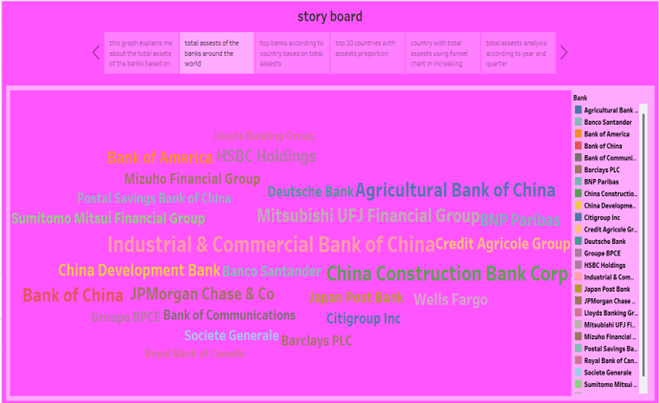 story board
this graph explains me
about the total assets
of the banks based on
total assests of the
banks around the
world
top banks according to
country based on total
assests
top 10 countries with
assests proportion
country with total
assests using funnel
chart in increasing
total assests analysis
according to year and
quarter
Lloyds Banking Group
Bank of America HSBC Holdings
Mizuho Financial Group
Postal Savings Bank of China Deutsche Bank Agricultural Bank of China
Sumitomo Mitsui Financial Group Mitsubishi UFJ Financial Group BNP Paribas
Industrial & Commercial Bank of China Credit Agricole Group
China Development Bank Banco Santander China Construction Bank Corp
Bank of China JPMorgan Chase & Co Japan Post Bank Wells Fargo
Groupe BPCE Bank of Communications Citigroup Inc
Societe Generale Barclays PLC
Royal Bank of Canada
Bank
Agricultural Bank ..
Banco Santander
Bank of America
Bank of China
Bank of Communi..
Barclays PLC
BNP Paribas
China Constructio..
China Developme..
Citigroup Inc
Credit Agricole Gr..
Deutsche Bank
Groupe BPCE
HSBC Holdings
Industrial & Com..
Japan Post Bank
JPMorgan Chase ..
Lloyds Banking Gr..
Mitsubishi UFJ Fi..
Mizuho Financial ..
Postal Savings Ba..
Royal Bank of Can..
Societe Generale
Sumitomo Mitsui ..